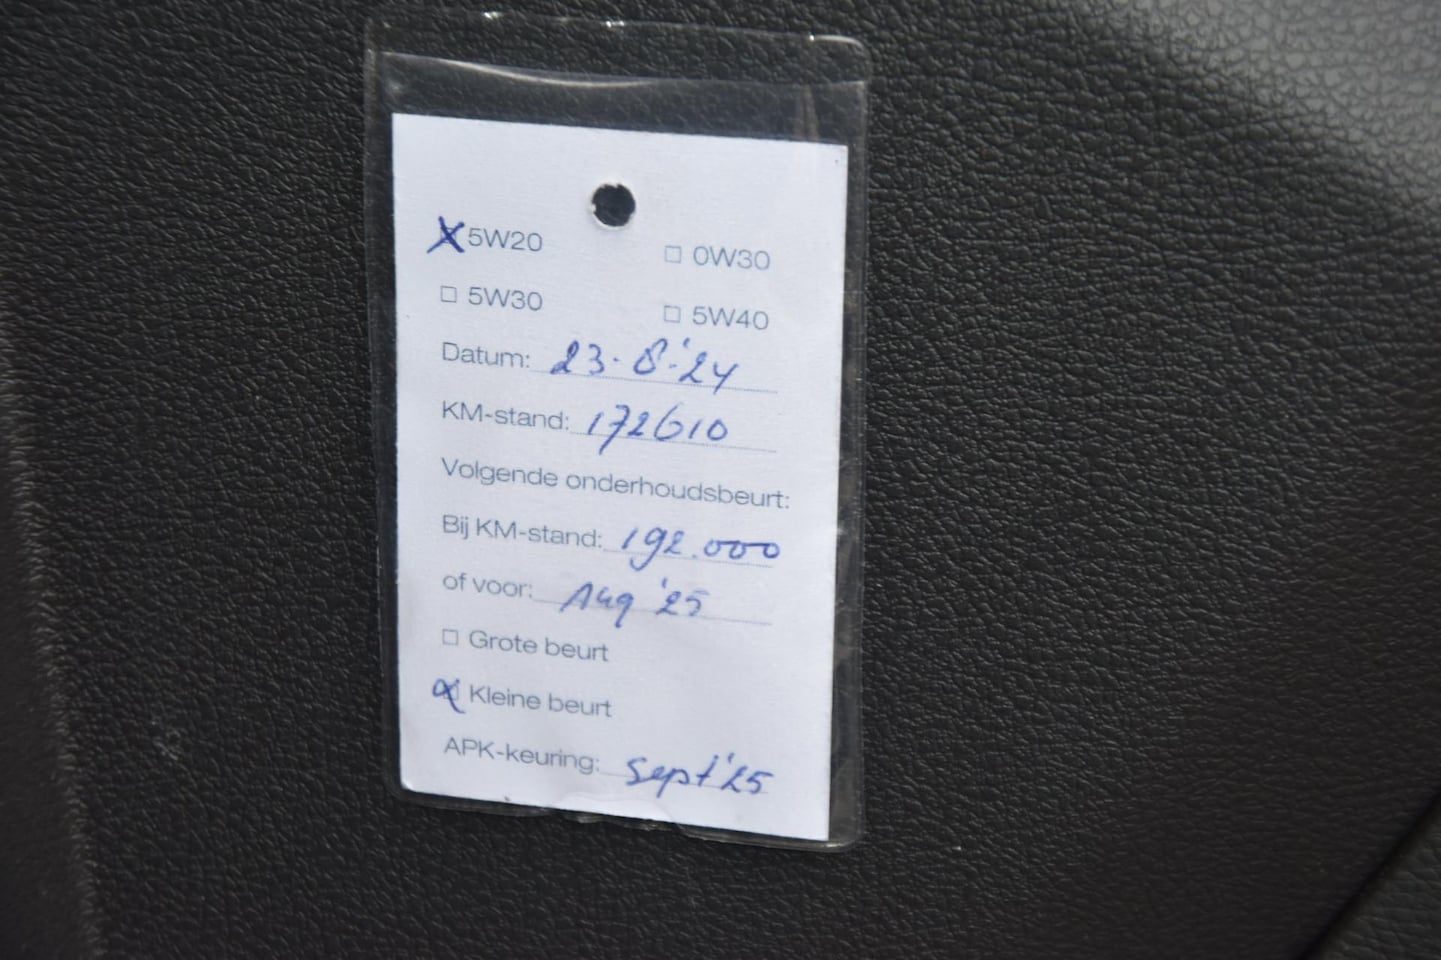 ☒ 5W20 ☐ 0W30
☐ 5W30 ☐ 5W40
Datum: 23-8-'24
KM-stand: 172610
Volgende onderhoudsbeurt:
Bij KM-stand: 192.000
of voor: Aug '25
☐ Grote beurt
☒ Kleine beurt
APK-keuring: Sept '25